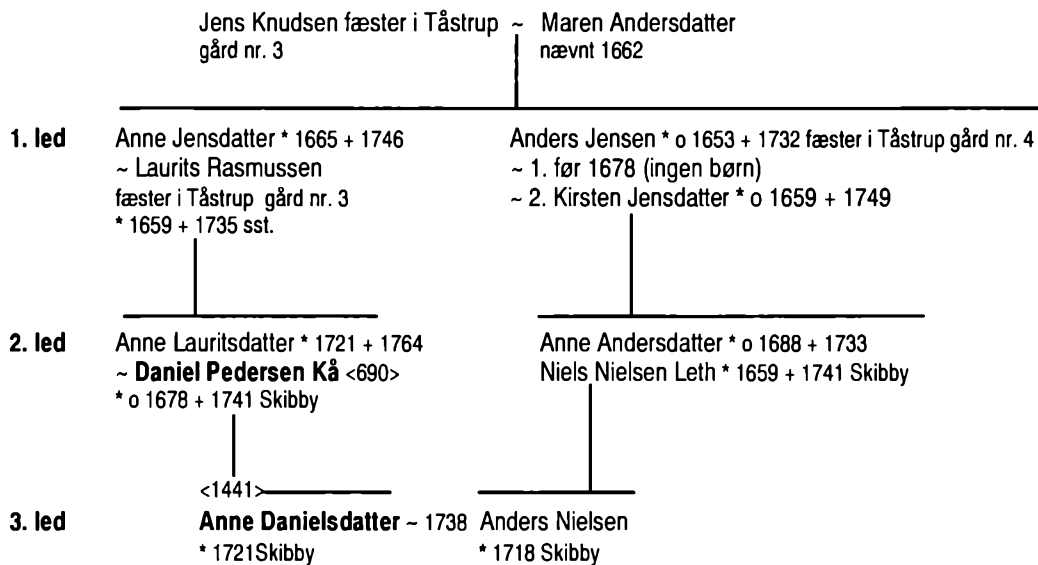 Jens Knudsen fæster i Tåstrup ~ Maren Andersdatter
gård nr. 3 nævnt 1662
1. led Anne Jensdatter * 1665 + 1746
~ Laurits Rasmussen
fæster i Tåstrup gård nr. 3
* 1659 + 1735 sst.
Anders Jensen * o 1653 + 1732 fæster i Tåstrup gård nr. 4
~ 1. før 1678 (ingen børn)
~ 2. Kirsten Jensdatter * o 1659 + 1749
2. led Anne Lauritsdatter * 1721 + 1764
~ Daniel Pedersen Kå <690>
* o 1678 + 1741 Skibby
Anne Andersdatter * o 1688 + 1733
Niels Nielsen Leth * 1659 + 1741 Skibby
<1441>
3. led Anne Danielsdatter ~ 1738 Anders Nielsen
* 1721 Skibby * 1718 Skibby